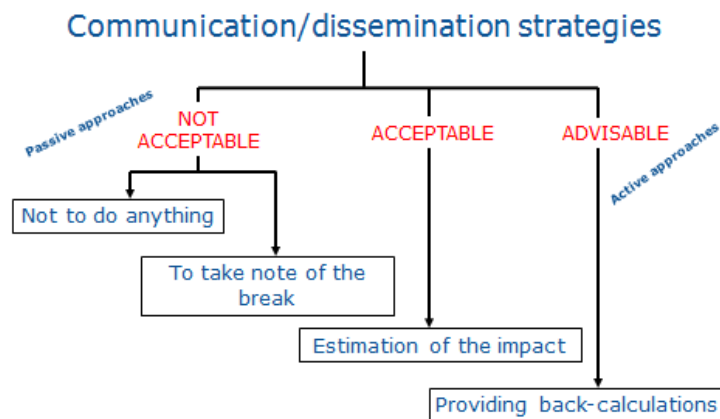 Communication/dissemination strategies
Passive approaches
NOT
ACCEPTABLE
ACCEPTABLE
ADVISABLE
Active approaches
Not to do anything
To take note of the
break
Estimation of the impact
Providing back-calculations